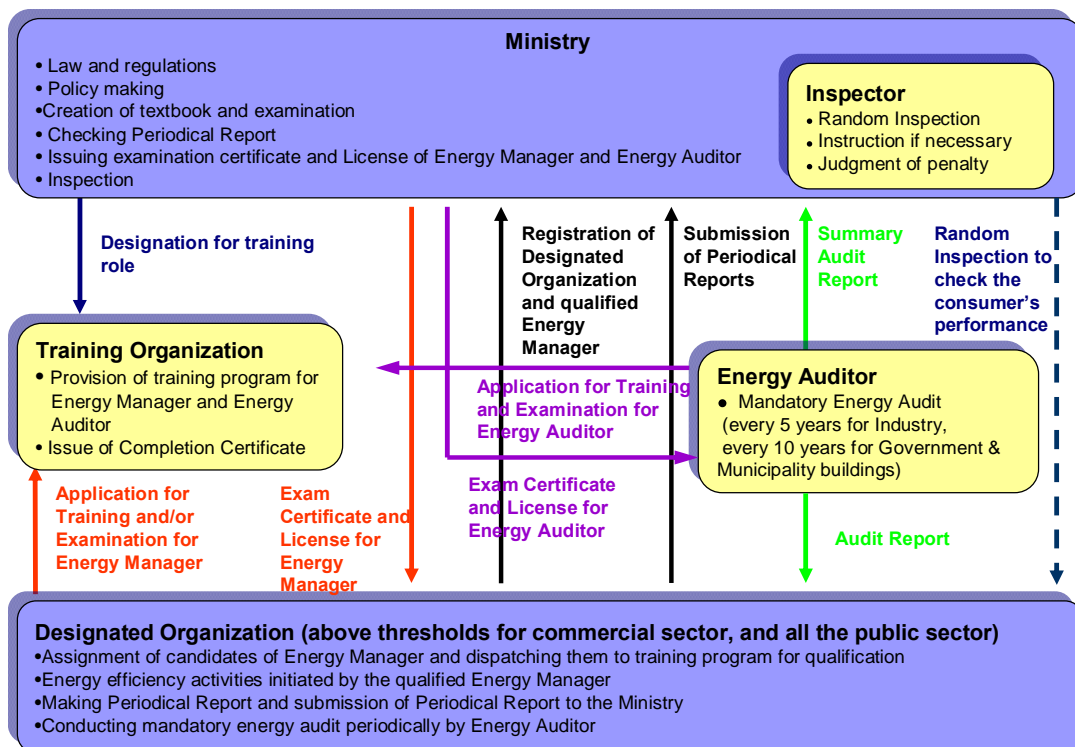 Ministry
• Law and regulations
• Policy making
•Creation of textbook and examination
• Checking Periodical Report
• Issuing examination certificate and License of Energy Manager and Energy Auditor
• Inspection
Inspector
• Random Inspection
• Instruction if necessary
• Judgment of penalty
Designation for training
role
Registration of
Designated
Organization
and qualified
Energy
Manager
Submission
of Periodical
Reports
Summary
Audit
Report
Random
Inspection to
check the
consumer's
performance
Training Organization
• Provision of training program for
Energy Manager and Energy
Auditor
• Issue of Completion Certificate
Application for Training
and Examination for
Energy Auditor
Energy Auditor
● Mandatory Energy Audit
(every 5 years for Industry,
every 10 years for Government &
Municipality buildings)
Application for
Training and/or
Examination for
Energy Manager
Exam
Certificate and
License for
Energy
Manager
Exam Certificate
and License for
Energy Auditor
Audit Report
Designated Organization (above thresholds for commercial sector, and all the public sector)
•Assignment of candidates of Energy Manager and dispatching them to training program for qualification
•Energy efficiency activities initiated by the qualified Energy Manager
•Making Periodical Report and submission of Periodical Report to the Ministry
•Conducting mandatory energy audit periodically by Energy Auditor